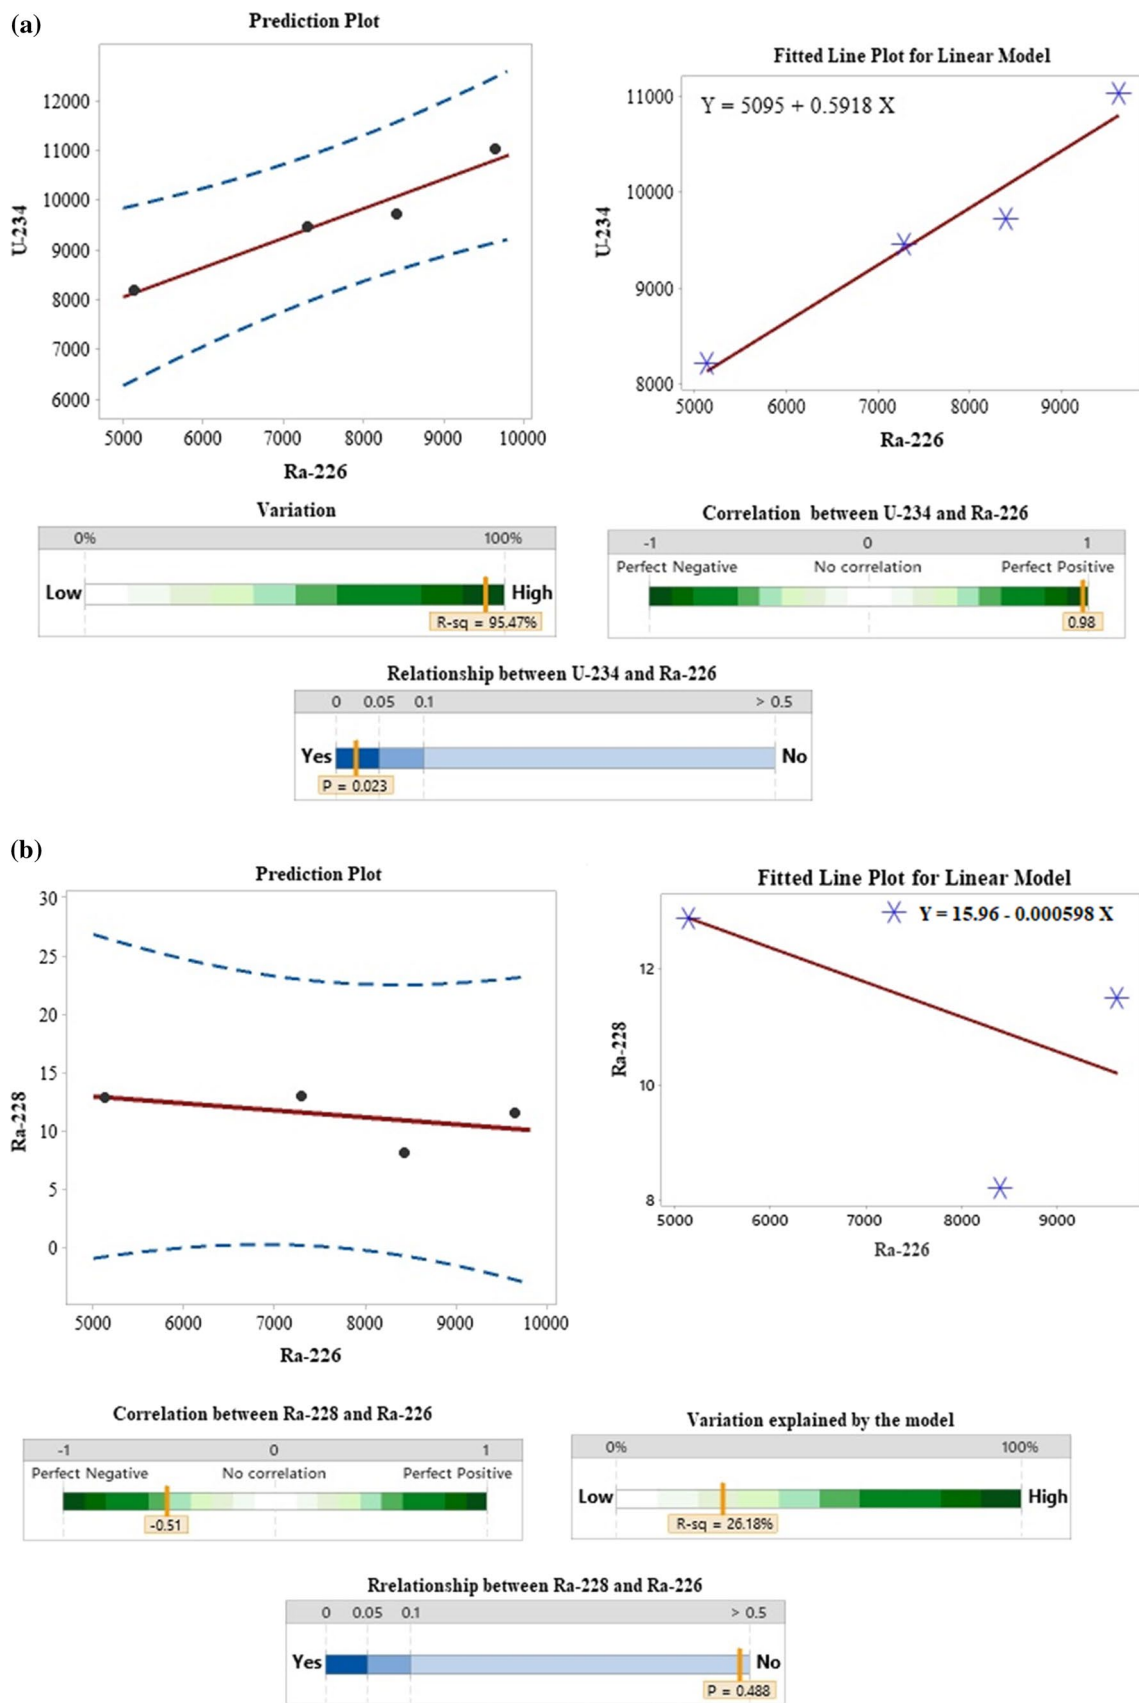 (a)
Prediction Plot
12000
11000
10000
9000
8000
7000
6000
U-234
5000 6000 7000 8000 9000 10000
Ra-226
Fitted Line Plot for Linear Model
Y = 5095 + 0.5918 X
11000
10000
9000
8000
U-234
5000 6000 7000 8000 9000
Ra-226
Variation
0% 100%
Low High
R-sq = 95.47%
Correlation between U-234 and Ra-226
-1 0 1
Perfect Negative No correlation Perfect Positive
0.98
Relationship between U-234 and Ra-226
0 0.05 0.1 > 0.5
Yes No
P = 0.023
(b)
Prediction Plot
30
25
20
15
10
5
0
Ra-228
5000 6000 7000 8000 9000 10000
Ra-226
Fitted Line Plot for Linear Model
Y = 15.96 - 0.000598 X
12
10
8
Ra-228
5000 6000 7000 8000 9000
Ra-226
Correlation between Ra-228 and Ra-226
-1 0 1
Perfect Negative No correlation Perfect Positive
-0.51
Variation explained by the model
0% 100%
Low High
R-sq = 26.18%
Rrelationship between Ra-228 and Ra-226
0 0.05 0.1 > 0.5
Yes No
P = 0.488